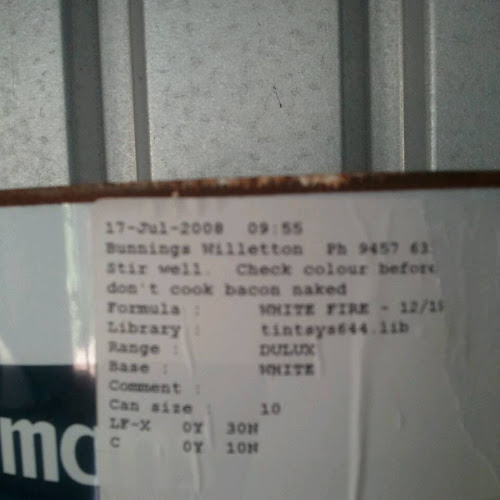 17-Jul-2008 09:55
Bunnings Willetton Ph 9457 63
Stir well. Check colour before
don't cook bacon naked
Formula : WHITE FIRE - 12/19
Library : tintsys644.lib
Range : DULUX
Base : WHITE
Comment :
Can size : 10
LF-X 0Y 30N
C 0Y 10N
mo